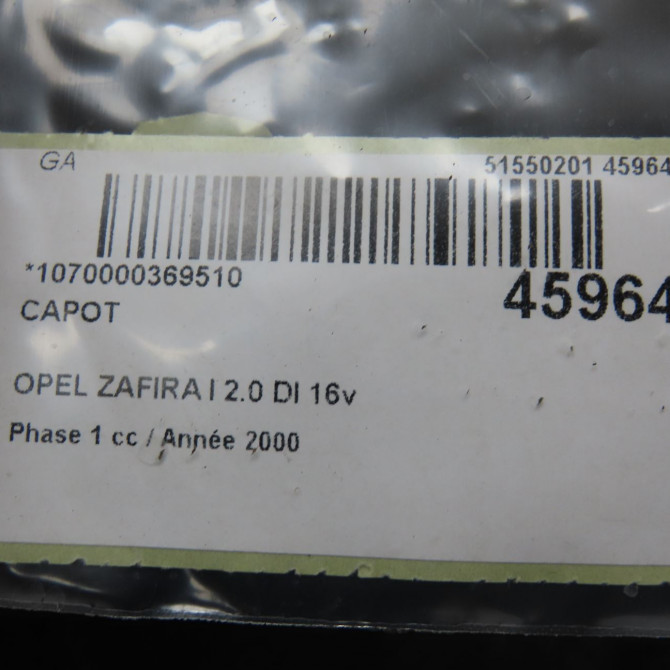 GA
51550201 45964
*1070000369510
45964
CAPOT
OPEL ZAFIRA I 2.0 DI 16v
Phase 1 cc / Année 2000